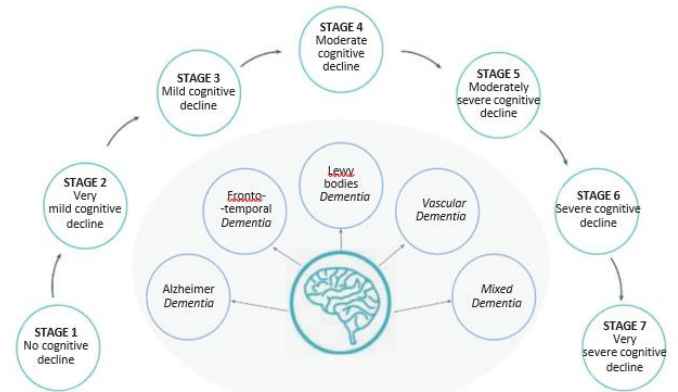 STAGE 1
No cognitive
decline
STAGE 2
Very
mild cognitive
decline
STAGE 3
Mild cognitive
decline
STAGE 4
Moderate
cognitive
decline
STAGE 5
Moderately
severe cognitive
decline
STAGE 6
Severe cognitive
decline
STAGE 7
Very
severe cognitive
decline
Alzheimer
Dementia
Fronto-
-temporal
Dementia
Lewy
bodies
Dementia
Vascular
Dementia
Mixed
Dementia